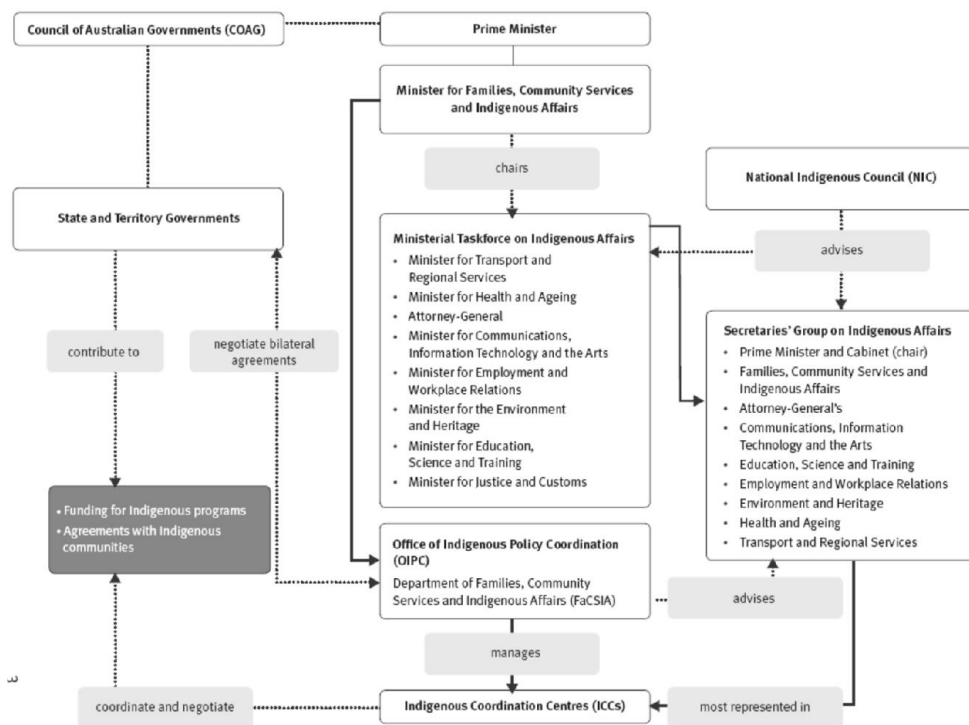 Council of Australian Governments (COAG)
Prime Minister
Minister for Families, Community Services
and Indigenous Affairs
chairs
National Indigenous Council (NIC)
State and Territory Governments
Ministerial Taskforce on Indigenous Affairs
• Minister for Transport and
Regional Services
• Minister for Health and Ageing
• Attorney-General
• Minister for Communications,
Information Technology and the Arts
• Minister for Employment and
Workplace Relations
• Minister for the Environment
and Heritage
• Minister for Education,
Science and Training
• Minister for Justice and Customs
advises
contribute to
negotiate bilateral
agreements
Secretaries' Group on Indigenous Affairs
• Prime Minister and Cabinet (chair)
• Families, Community Services and
Indigenous Affairs
• Attorney-General's
• Communications, Information
Technology and the Arts
• Education, Science and Training
• Employment and Workplace Relations
• Environment and Heritage
• Health and Ageing
• Transport and Regional Services
• Funding for Indigenous programs
• Agreements with Indigenous
communities
Office of Indigenous Policy Coordination
(OIPC)
Department of Families, Community
Services and Indigenous Affairs (FaCSIA)
advises
manages
3
coordinate and negotiate
Indigenous Coordination Centres (ICCs)
most represented in